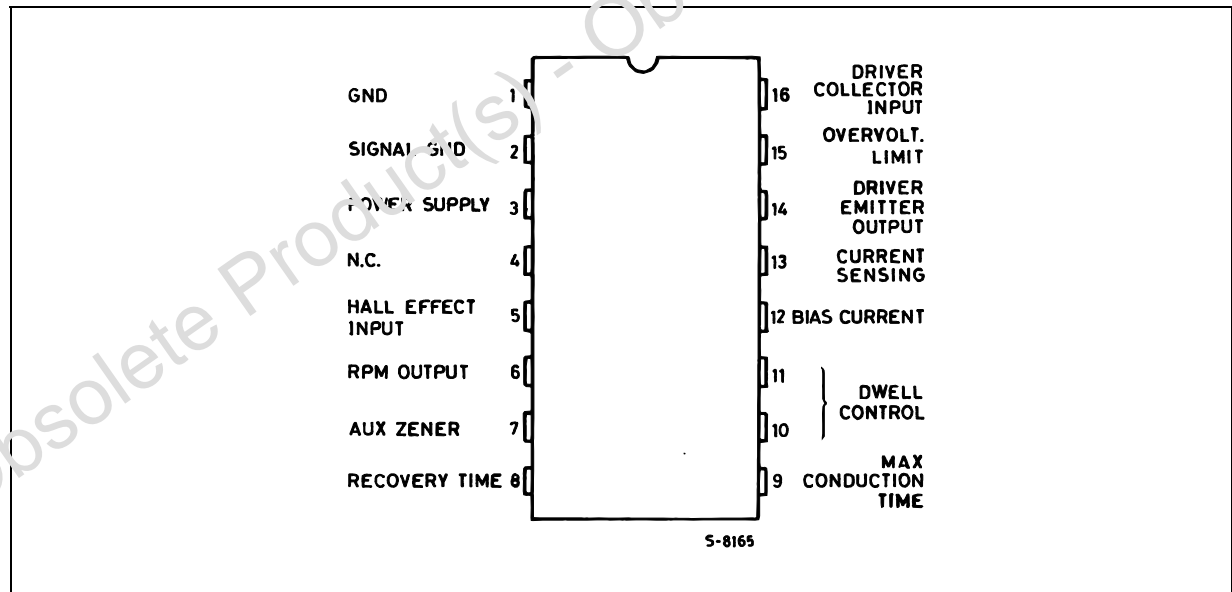 GND 1
SIGNAL GND 2
POWER SUPPLY 3
N.C. 4
HALL EFFECT
INPUT 5
RPM OUTPUT 6
AUX ZENER 7
RECOVERY TIME 8
16 DRIVER
COLLECTOR
INPUT
15 OVERVOLT.
LIMIT
14 DRIVER
EMITTER
OUTPUT
13 CURRENT
SENSING
12 BIAS CURRENT
11
10
DWELL
CONTROL
9 MAX
CONDUCTION
TIME
S-8165
Obsolete Product(s) - Ob